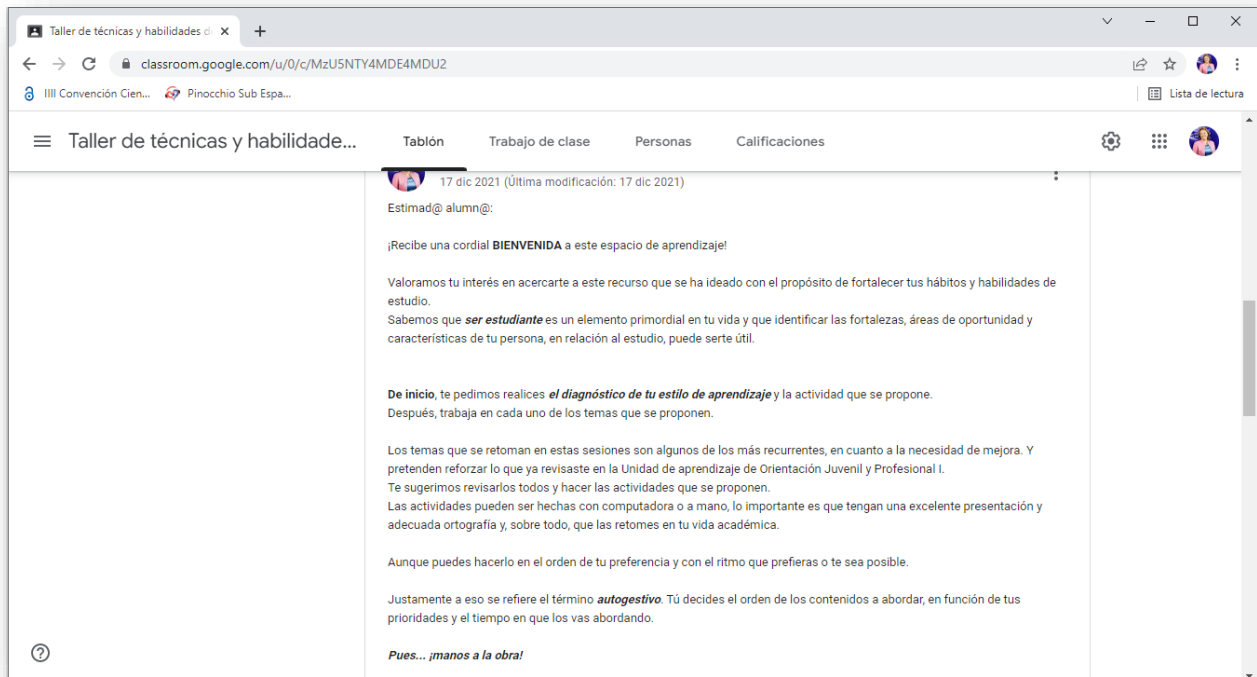 Taller de técnicas y habilidades d
classroom.google.com/u/0/c/MzU5NTY4MDE4MDU2
IIII Convención Cien...
Pinocchio Sub Espa...
Lista de lectura
Taller de técnicas y habilidade...
Tablón
Trabajo de clase
Personas
Calificaciones
17 dic 2021 (Última modificación: 17 dic 2021)
Estimad@ alumn@:
¡Recibe una cordial BIENVENIDA a este espacio de aprendizaje!
Valoramos tu interés en acercarte a este recurso que se ha ideado con el propósito de fortalecer tus hábitos y habilidades de
estudio.
Sabemos que ser estudiante es un elemento primordial en tu vida y que identificar las fortalezas, áreas de oportunidad y
características de tu persona, en relación al estudio, puede serte útil.
De inicio, te pedimos realices el diagnóstico de tu estilo de aprendizaje y la actividad que se propone.
Después, trabaja en cada uno de los temas que se proponen.
Los temas que se retoman en estas sesiones son algunos de los más recurrentes, en cuanto a la necesidad de mejora. Y
pretenden reforzar lo que ya revisaste en la Unidad de aprendizaje de Orientación Juvenil y Profesional I.
Te sugerimos revisarlos todos y hacer las actividades que se proponen.
Las actividades pueden ser hechas con computadora o a mano, lo importante es que tengan una excelente presentación y
adecuada ortografía y, sobre todo, que las retomes en tu vida académica.
Aunque puedes hacerlo en el orden de tu preferencia y con el ritmo que prefieras o te sea posible.
Justamente a eso se refiere el término autogestivo. Tú decides el orden de los contenidos a abordar, en función de tus
prioridades y el tiempo en que los vas abordando.
Pues... ¡manos a la obra!